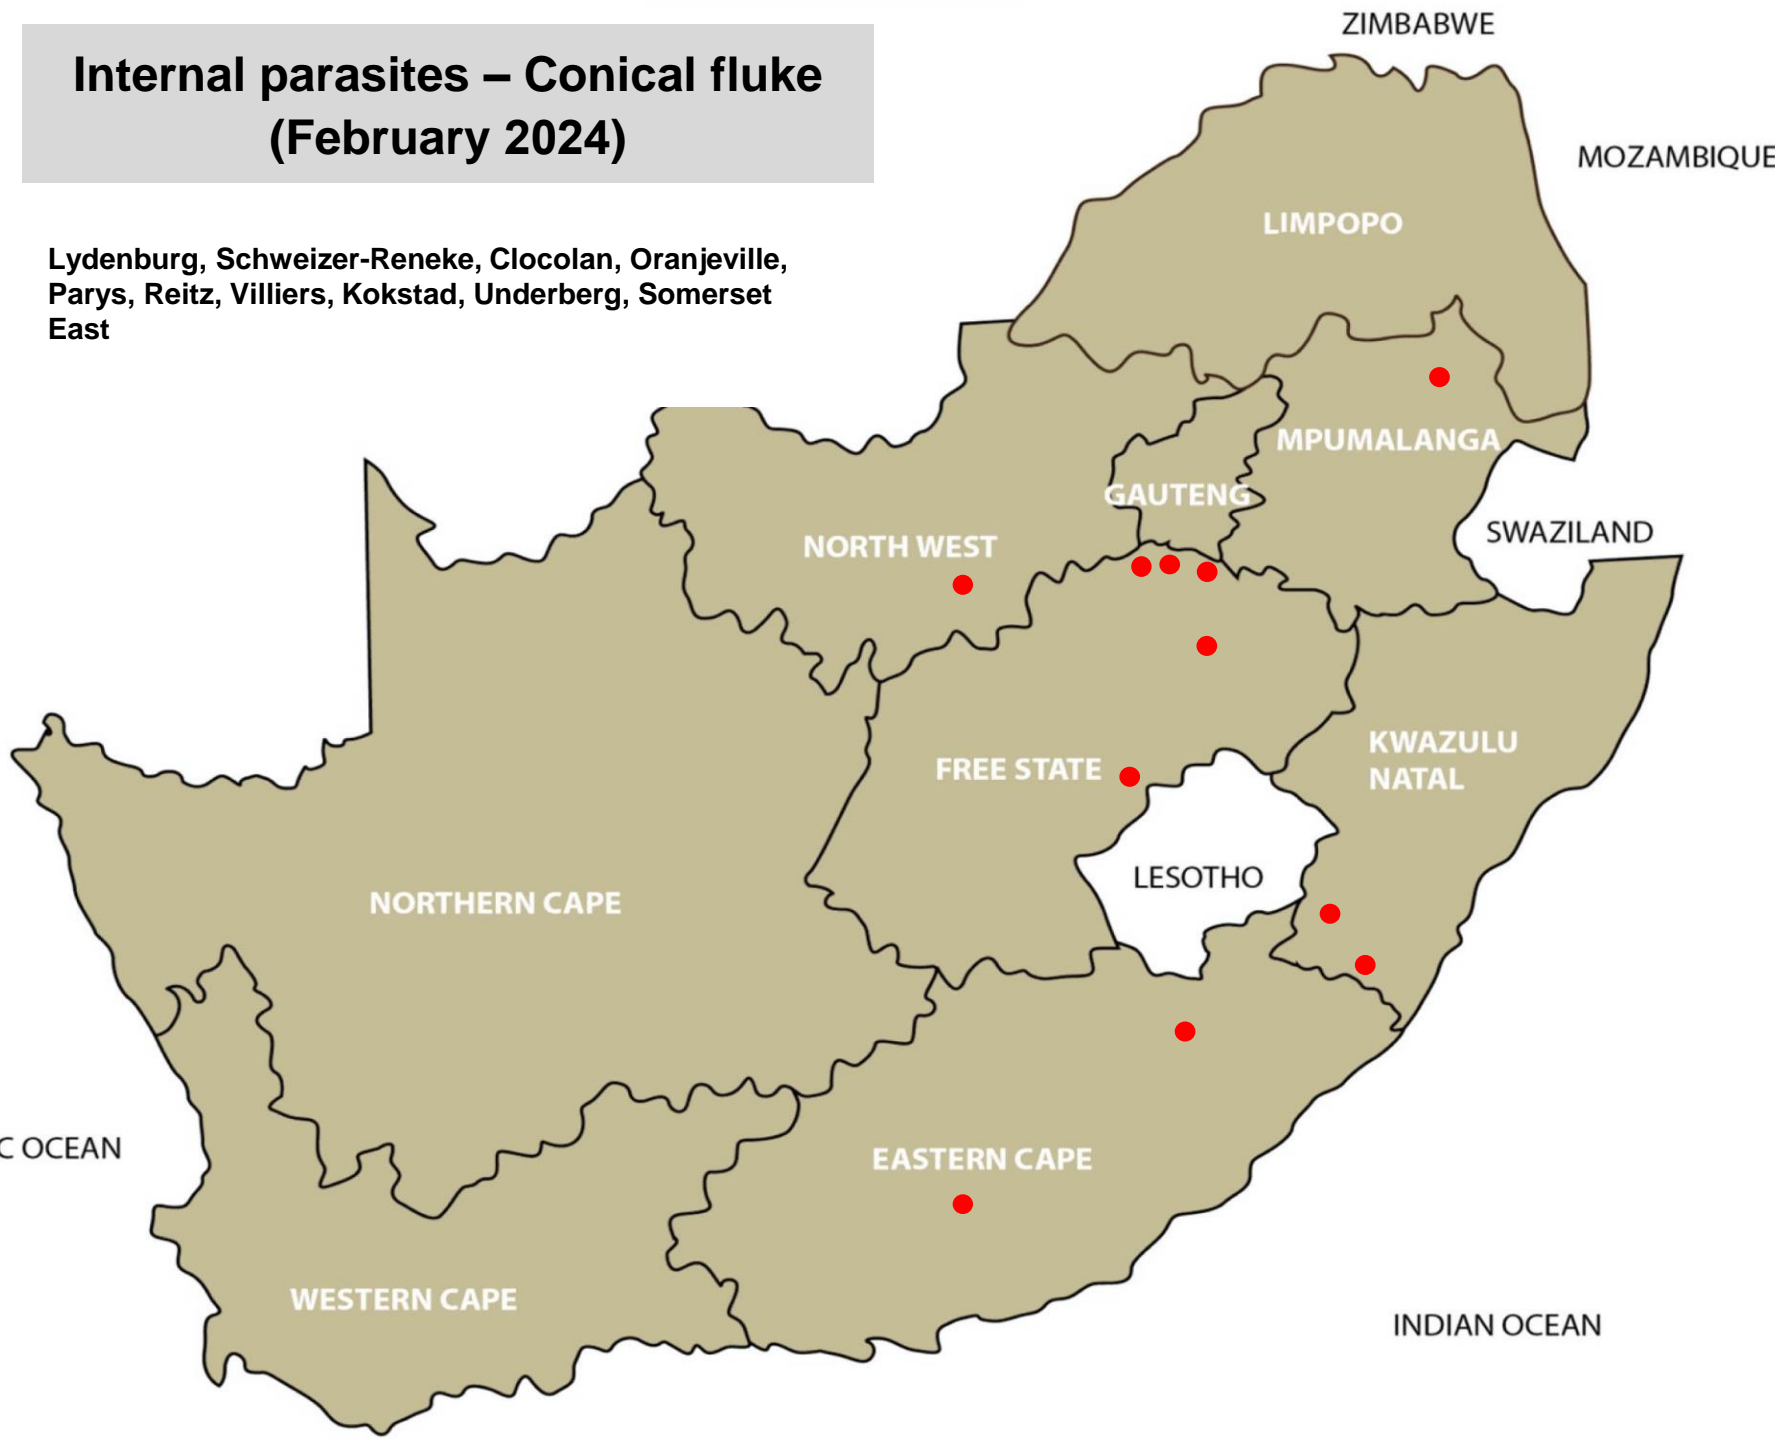 Internal parasites – Conical fluke
(February 2024)
Lydenburg, Schweizer-Reneke, Clocolan, Oranjeville,
Parys, Reitz, Villiers, Kokstad, Underberg, Somerset
East
ZIMBABWE
MOZAMBIQUE
LIMPOPO
MPUMALANGA
GAUTENG
SWAZILAND
NORTH WEST
KWAZULU
NATAL
FREE STATE
LESOTHO
NORTHERN CAPE
C OCEAN
EASTERN CAPE
WESTERN CAPE
INDIAN OCEAN